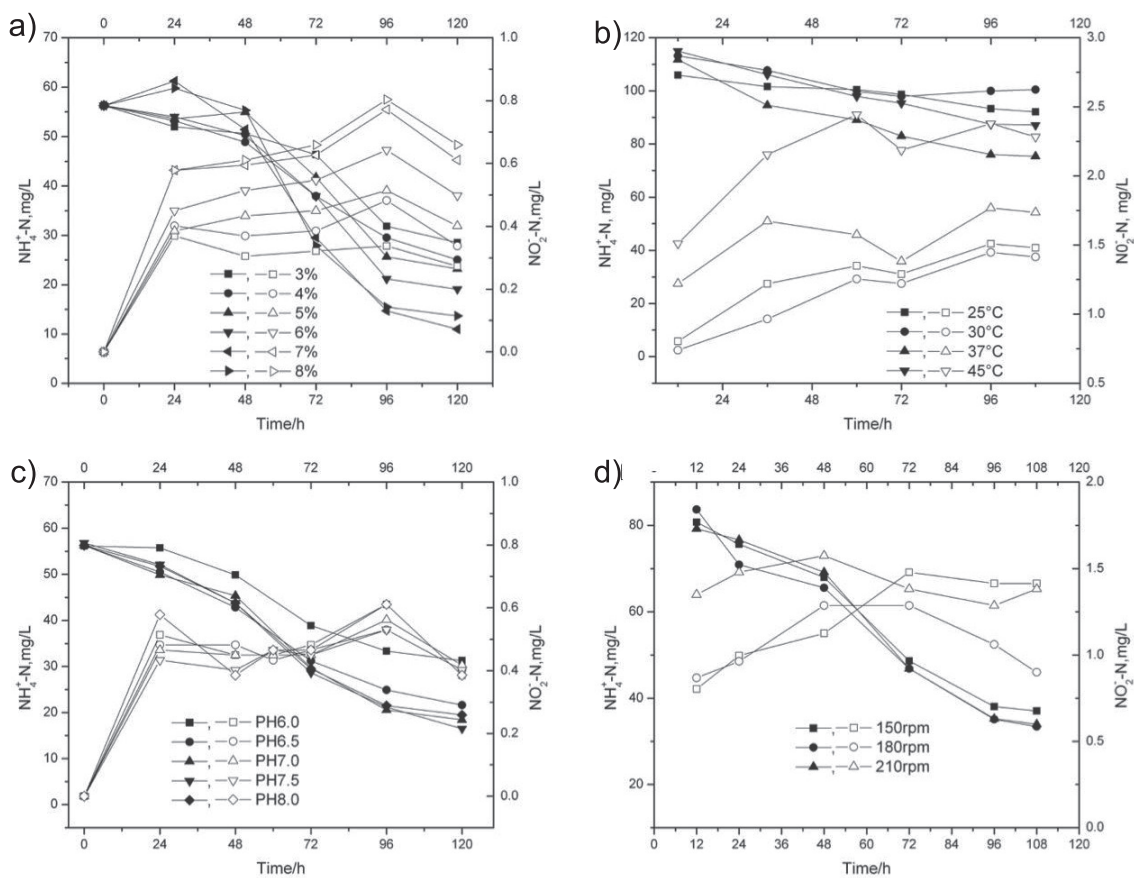 a)
0 24 48 72 96 120
70 60 50 40 30 20 10 0
NH₄⁺-N,mg/L
1.0 0.8 0.6 0.4 0.2 0.0
NO₂⁻-N,mg/L
, 3%
, 4%
, 5%
, 6%
, 7%
, 8%
0 24 48 72 96 120
Time/h
b)
0 24 48 72 96 120
120 100 80 60 40 20 0
NH₄⁺-N, mg/L
3.0 2.5 2.0 1.5 1.0 0.5
N0₂⁻-N, mg/L
, 25°C
, 30°C
, 37°C
, 45°C
24 48 72 96 120
Time/h
c)
0 24 48 72 96 120
70 60 50 40 30 20 10 0
NH₄⁺-N,mg/L
1.0 0.8 0.6 0.4 0.2 0.0
NO₂⁻-N,mg/L
, PH6.0
, PH6.5
, PH7.0
, PH7.5
, PH8.0
0 24 48 72 96 120
Time/h
d)
- 12 24 36 48 60 72 84 96 108 120
80 60 40 20
NH₄⁺-N,mg/L
2.0 1.5 1.0 0.5 0.0
NO₂⁻-N,mg/L
, 150rpm
, 180rpm
, 210rpm
0 12 24 36 48 60 72 84 96 108 120
Time/h